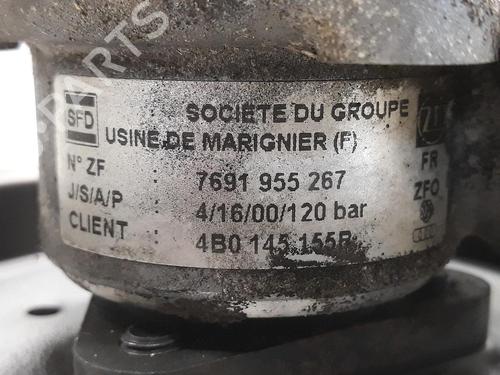 SFD : SOCIETE DU GROUPE ZF
USINE DE MARIGNIER (F)
N° ZF : 7691 955 267 FR
J/S/A/P : 4/16/00/120 bar ZFO
CLIENT : 4B0 145 155R